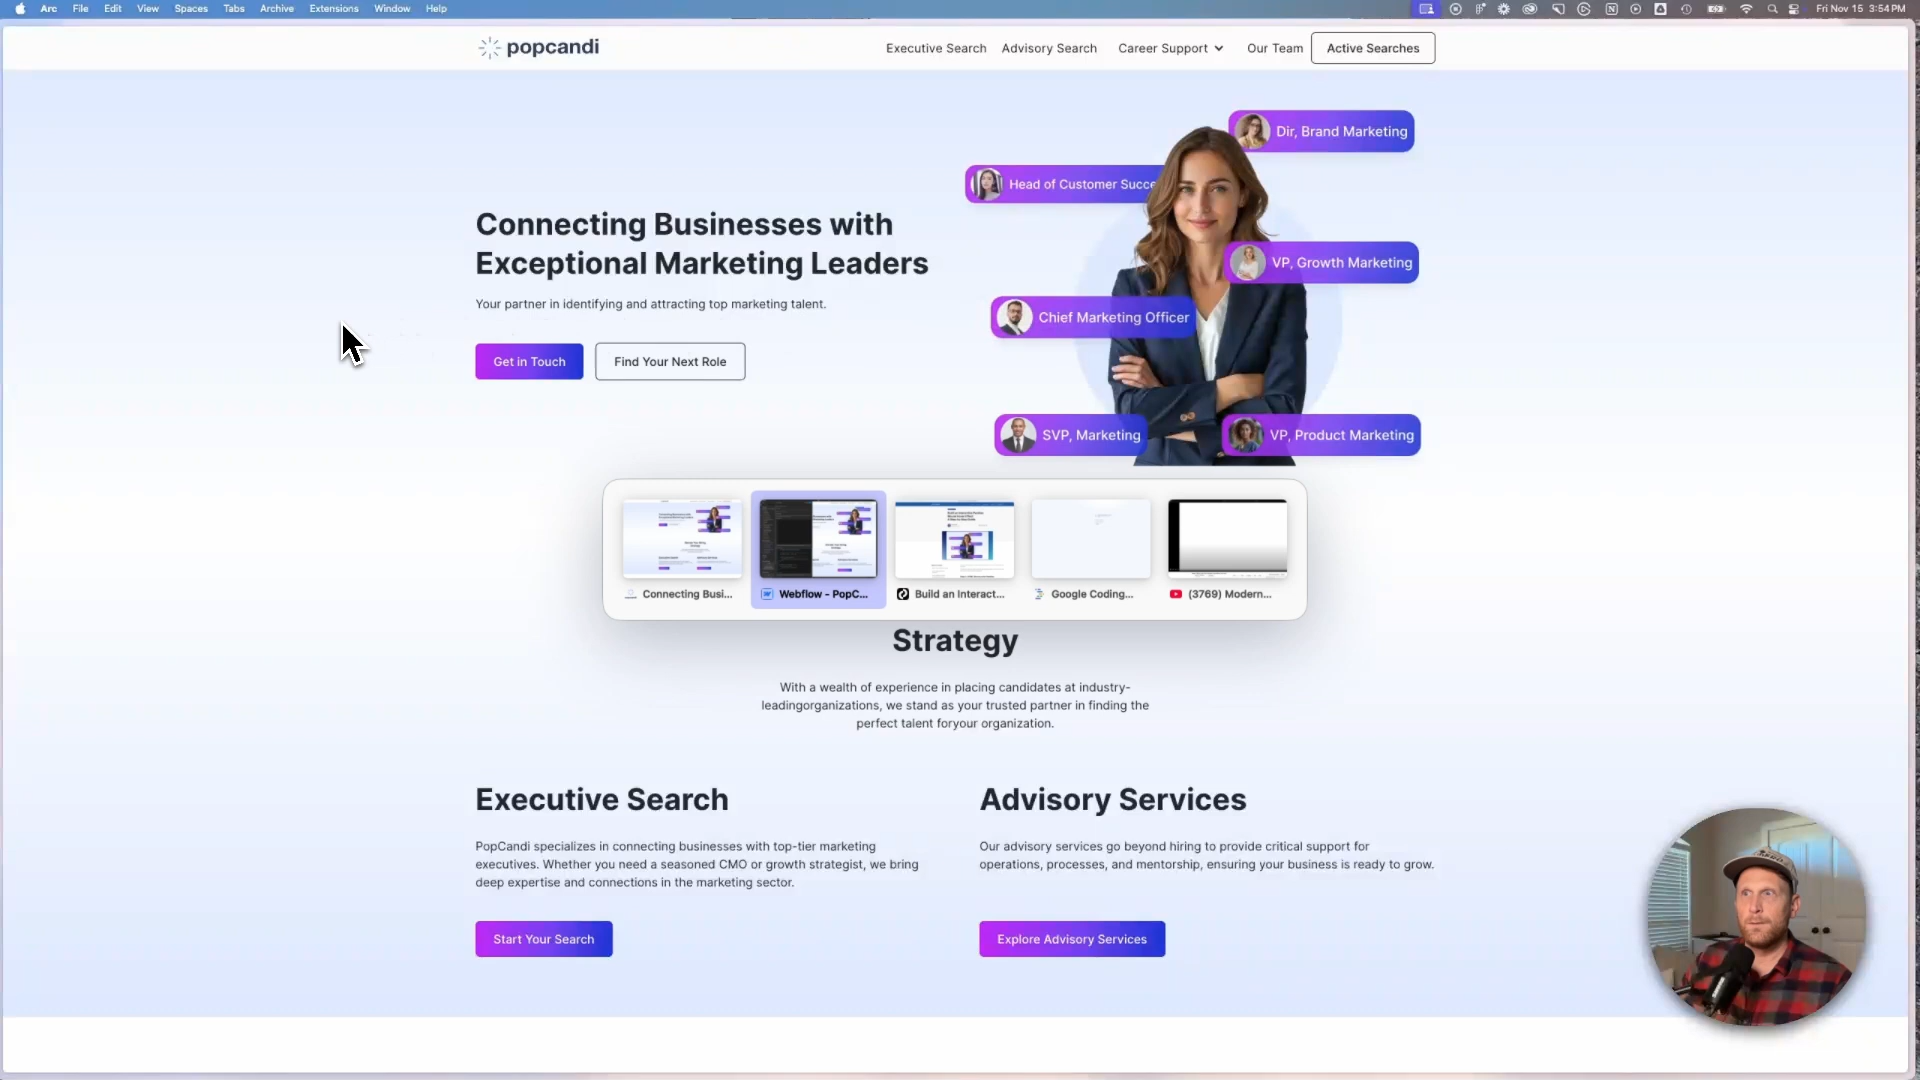 Arc File Edit View Spaces Tabs Archive Extensions Window Help
Fri Nov 15 3:54 PM
popcandi
Executive Search Advisory Search Career Support Our Team Active Searches
Dir, Brand Marketing
Head of Customer Succe
Connecting Businesses with
Exceptional Marketing Leaders
VP, Growth Marketing
Your partner in identifying and attracting top marketing talent.
Chief Marketing Officer
Get in Touch Find Your Next Role
SVP, Marketing VP, Product Marketing
Connecting Busi... Webflow - PopC... Build an Interact... Google Coding... (3769) Modern...
Strategy
With a wealth of experience in placing candidates at industry-
leadingorganizations, we stand as your trusted partner in finding the
perfect talent foryour organization.
Executive Search
PopCandi specializes in connecting businesses with top-tier marketing
executives. Whether you need a seasoned CMO or growth strategist, we bring
deep expertise and connections in the marketing sector.
Start Your Search
Advisory Services
Our advisory services go beyond hiring to provide critical support for
operations, processes, and mentorship, ensuring your business is ready to grow.
Explore Advisory Services